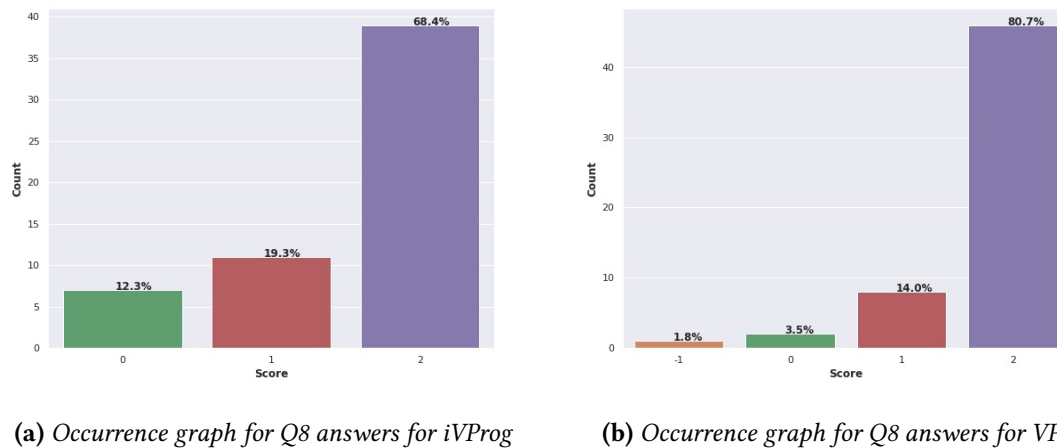 40
35
30
25
20
15
10
5
0
Count
12.3%
19.3%
68.4%
0 1 2
Score
(a) Occurrence graph for Q8 answers for iVProg
40
30
20
10
0
Count
1.8%
3.5%
14.0%
80.7%
-1 0 1 2
Score
(b) Occurrence graph for Q8 answers for VP